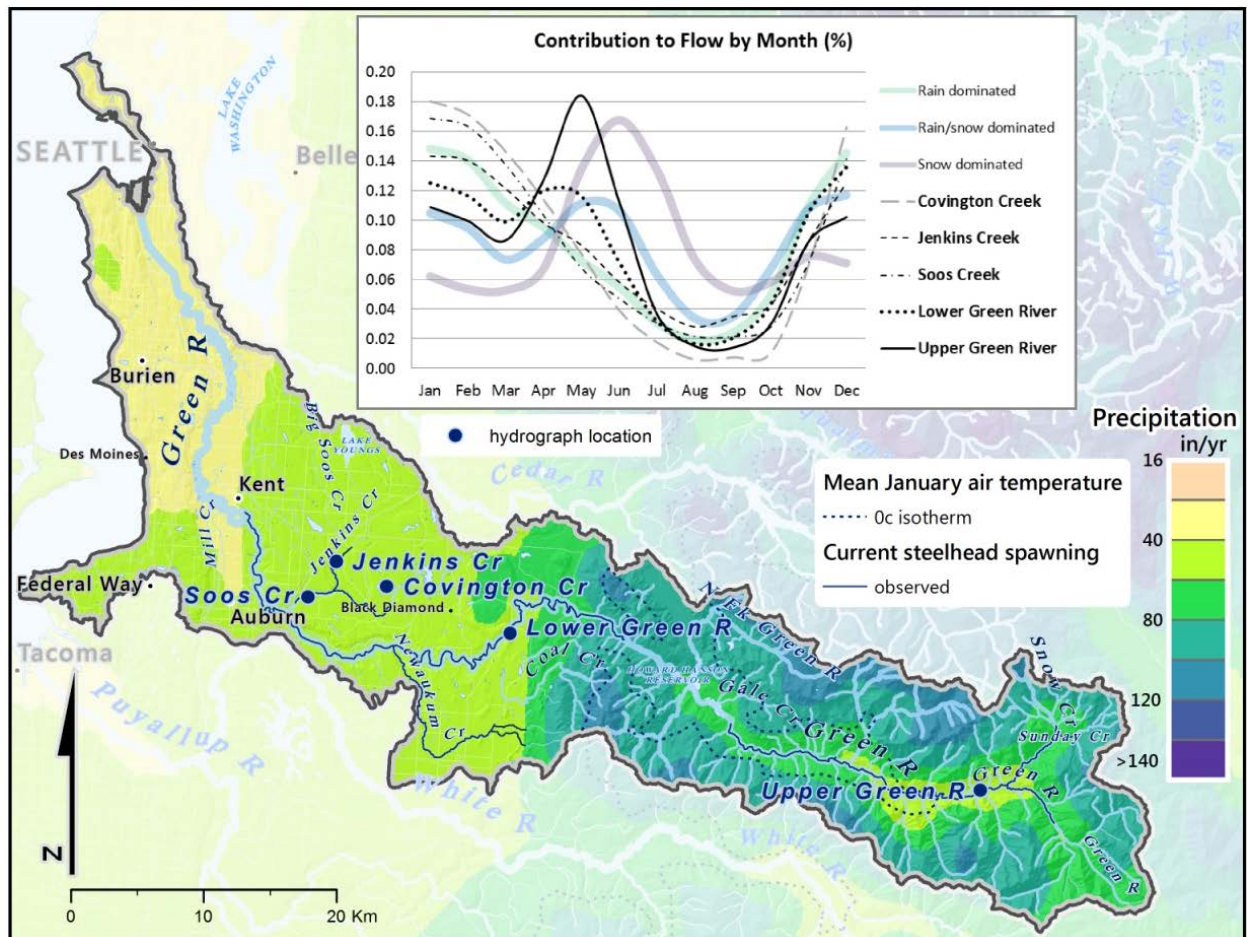 Contribution to Flow by Month (%)
0.20
0.18
0.16
0.14
0.12
0.10
0.08
0.06
0.04
0.02
0.00
Jan Feb Mar Apr May Jun Jul Aug Sep Oct Nov Dec
Rain dominated
Rain/snow dominated
Snow dominated
Covington Creek
Jenkins Creek
Soos Creek
Lower Green River
Upper Green River
Tye R
Foss R
LAKE
WASHINGTON
SEATTLE
Belle
Green R
Burien
Des Moines
Kent
Big Soos Cr
LAKE
YOUNGS
hydrograph location
Cedar R
Mill Cr
Jenkins Cr
Jenkins Cr
Covington Cr
Soos Cr
Federal Way
Auburn
Black Diamond
Lower Green R
Coal Cr
Newaukum
Cr
Tacoma
Puyallup R
White R
White R
HOWARD HANSON
RESERVOIR
N Fk Green R
Gale Cr
Green R
Snow Cr
Sunday Cr
Green R
Upper Green R
Green R
Precipitation
in/yr
16
40
80
120
>140
Mean January air temperature
0c isotherm
Current steelhead spawning
observed
N
0 10 20 Km